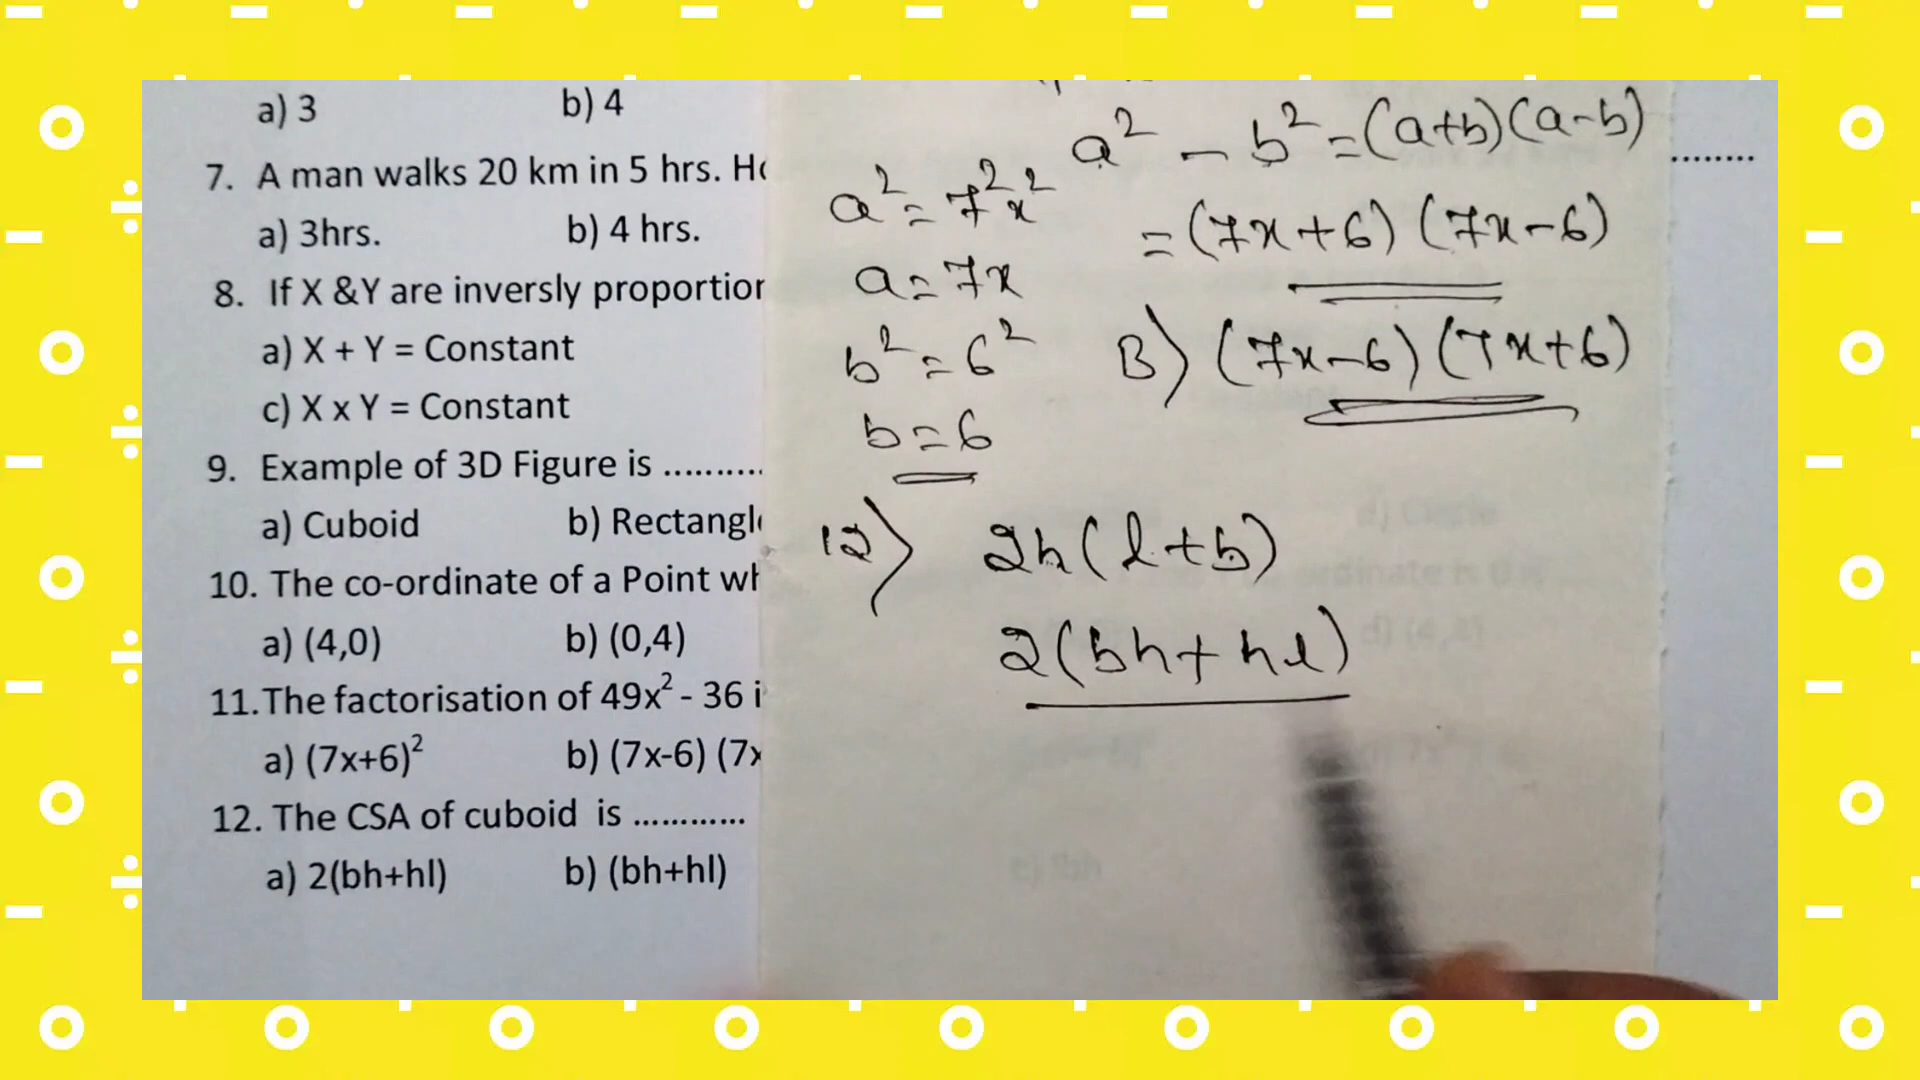 a) 3 b) 4
7. A man walks 20 km in 5 hrs.
a) 3hrs. b) 4 hrs.
8. If X &Y are inversly
a) X + Y = Constant
c) X x Y = Constant
9. Example of 3D Figure is ..........
a) Cuboid b)
10. The co-ordinate of a Point
a) (4,0) b) (0,4)
11.The factorisation of 49x² - 36
a) (7x+6)² b) (7x-6)
12. The CSA of cuboid is ............
a) 2(bh+hl) b) (bh+hl)
a² - b² = (a+b)(a-b)
........
a² = 7²x²
= (7x+6) (7x-6)
a = 7x
b² = 6²
B) (7x-6) (7x+6)
b = 6
12) 2h(l+b)
2(bh+hl)